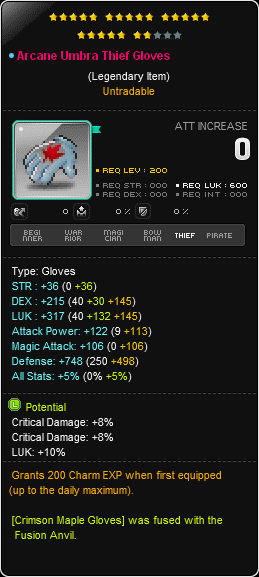 Arcane Umbra Thief Gloves
(Legendary Item)
Untradable
ATT INCREASE
0
REQ LEV : 200
REQ STR : 000
REQ LUK : 600
REQ DEX : 000
REQ INT : 000
0 0 % 0 %
BEGINNER WARRIOR MAGICIAN BOWMAN THIEF PIRATE
Type: Gloves
STR : +36 (0 +36)
DEX : +215 (40 +30 +145)
LUK : +317 (40 +132 +145)
Attack Power: +122 (9 +113)
Magic Attack: +106 (0 +106)
Defense: +748 (250 +498)
All Stats: +5% (0% +5%)
L Potential
Critical Damage: +8%
Critical Damage: +8%
LUK: +10%
Grants 200 Charm EXP when first equipped
(up to the daily maximum).
[Crimson Maple Gloves] was fused with the
Fusion Anvil.